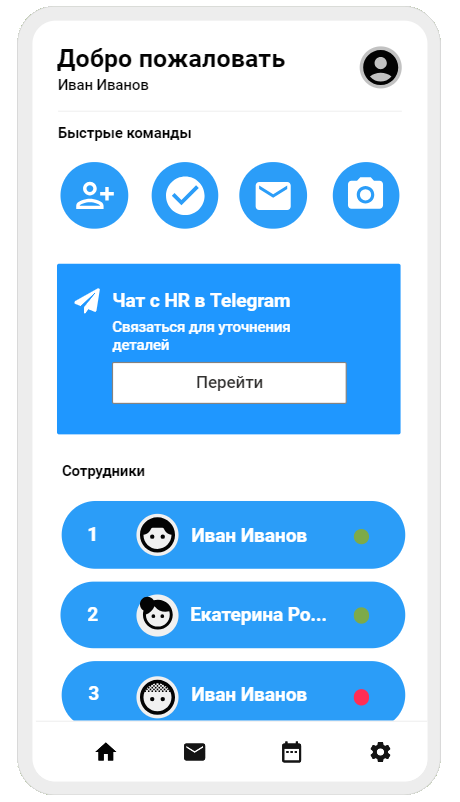 Добро пожаловать
Иван Иванов
Быстрые команды
Чат с HR в Telegram
Связаться для уточнения
деталей
Перейти
Сотрудники
1 Иван Иванов
2 Екатерина Ро...
3 Иван Иванов